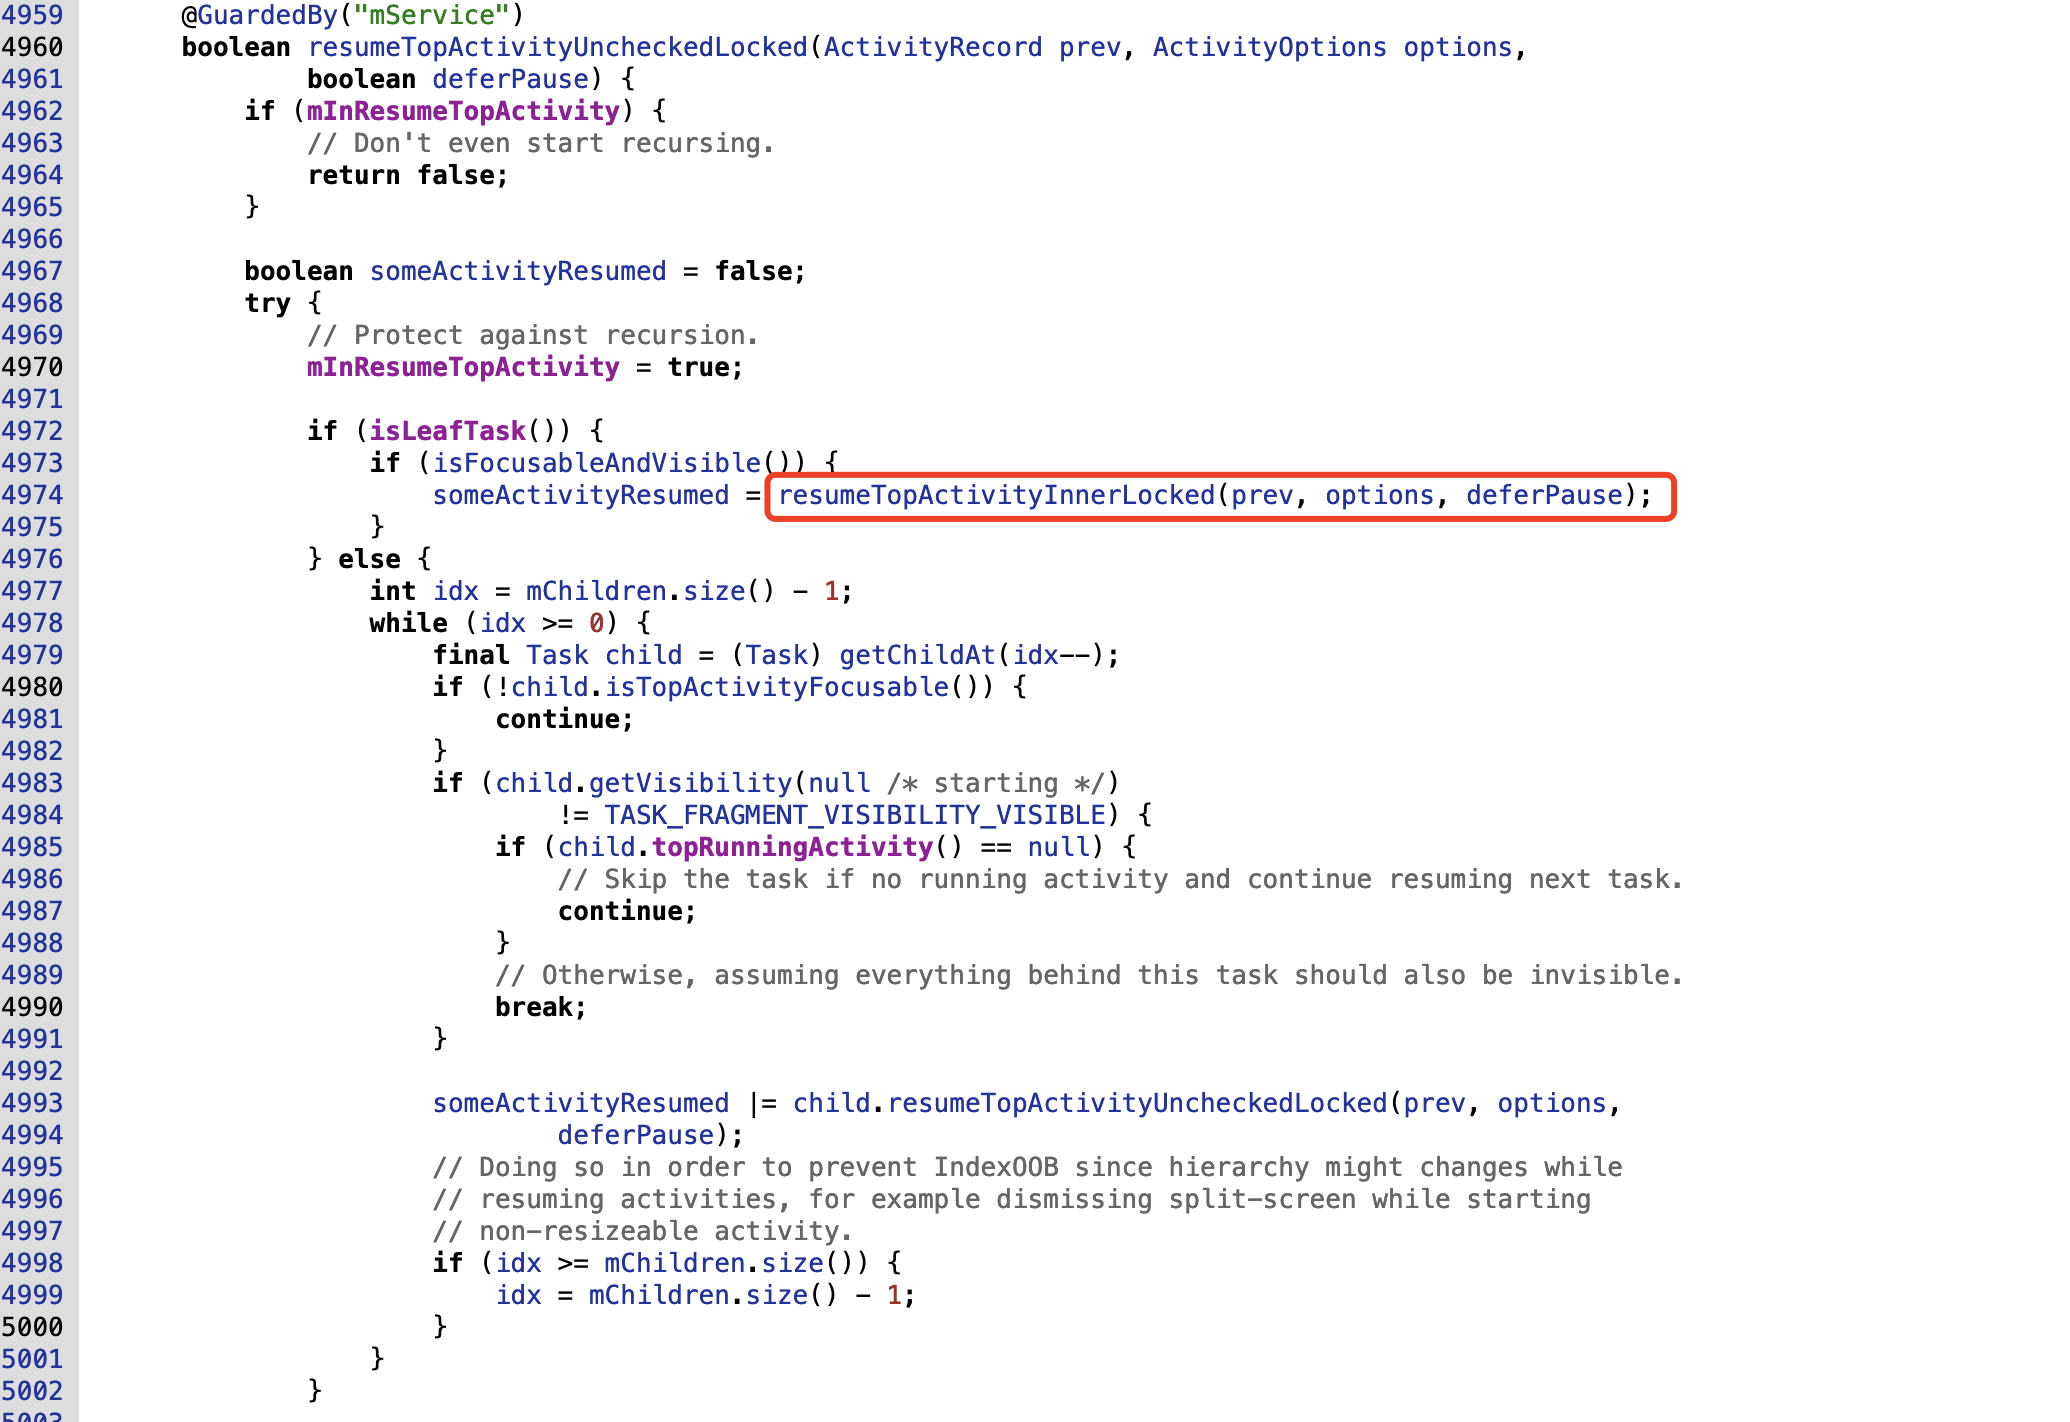 4959 @GuardedBy("mService")
4960 boolean resumeTopActivityUncheckedLocked(ActivityRecord prev, ActivityOptions options,
4961 boolean deferPause) {
4962 if (mInResumeTopActivity) {
4963 // Don't even start recursing.
4964 return false;
4965 }
4966
4967 boolean someActivityResumed = false;
4968 try {
4969 // Protect against recursion.
4970 mInResumeTopActivity = true;
4971
4972 if (isLeafTask()) {
4973 if (isFocusableAndVisible()) {
4974 someActivityResumed = resumeTopActivityInnerLocked(prev, options, deferPause);
4975 }
4976 } else {
4977 int idx = mChildren.size() - 1;
4978 while (idx >= 0) {
4979 final Task child = (Task) getChildAt(idx--);
4980 if (!child.isTopActivityFocusable()) {
4981 continue;
4982 }
4983 if (child.getVisibility(null /* starting */)
4984 != TASK_FRAGMENT_VISIBILITY_VISIBLE) {
4985 if (child.topRunningActivity() == null) {
4986 // Skip the task if no running activity and continue resuming next task.
4987 continue;
4988 }
4989 // Otherwise, assuming everything behind this task should also be invisible.
4990 break;
4991 }
4992
4993 someActivityResumed |= child.resumeTopActivityUncheckedLocked(prev, options,
4994 deferPause);
4995 // Doing so in order to prevent IndexOOB since hierarchy might changes while
4996 // resuming activities, for example dismissing split-screen while starting
4997 // non-resizeable activity.
4998 if (idx >= mChildren.size()) {
4999 idx = mChildren.size() - 1;
5000 }
5001 }
5002 }
5003